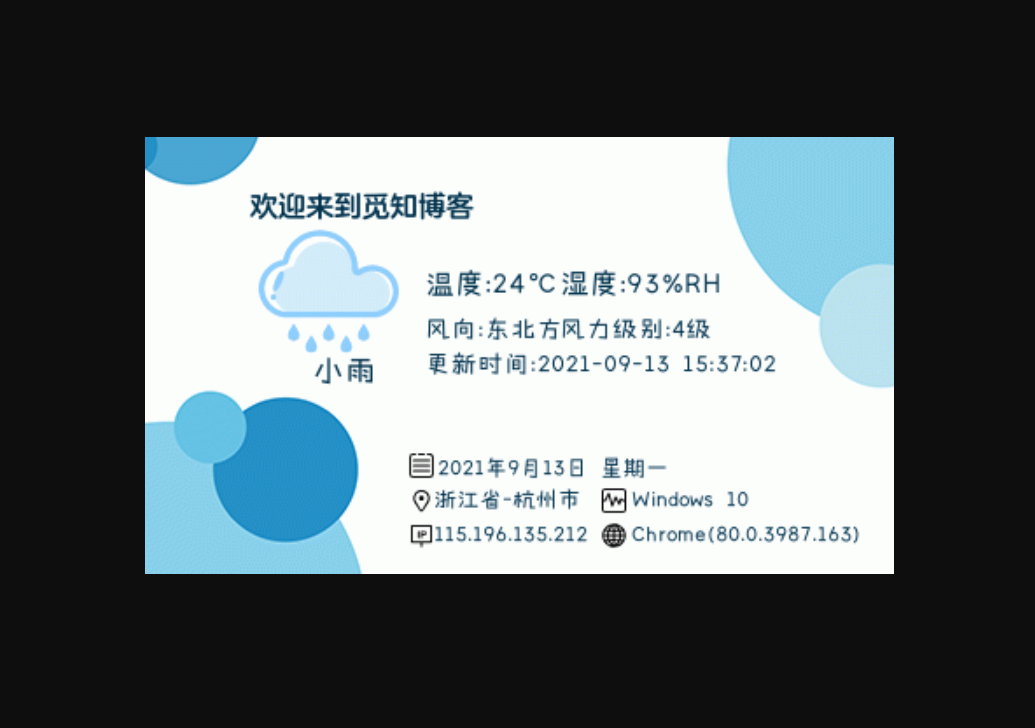 欢迎来到觅知博客
温度:24℃ 湿度:93%RH
风向:东北方风力级别:4级
更新时间:2021-09-13 15:37:02
小雨
2021年9月13日 星期一
浙江省-杭州市 Windows 10
IP 115.196.135.212 Chrome(80.0.3987.163)